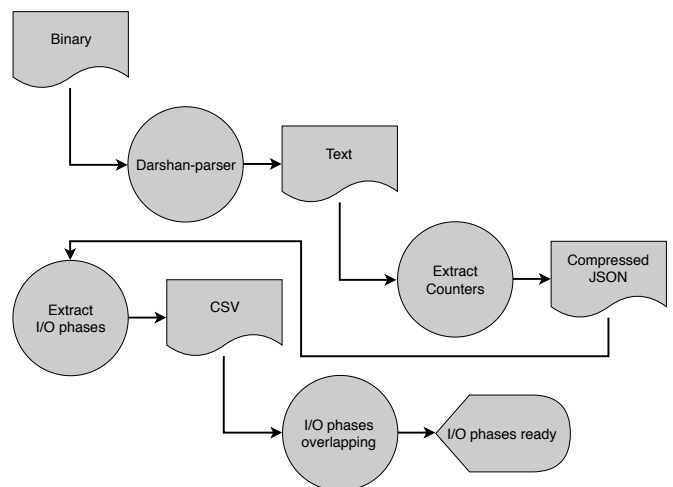 Binary
Darshan-parser
Text
Extract
Counters
Compressed
JSON
Extract
I/O phases
CSV
I/O phases
overlapping
I/O phases ready